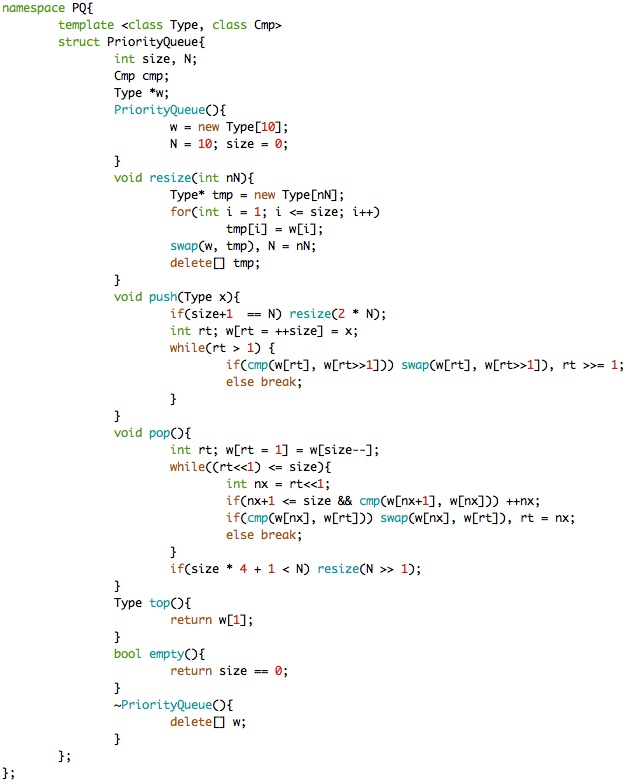 namespace PQ{
        template <class Type, class Cmp>
        struct PriorityQueue{
                int size, N;
                Cmp cmp;
                Type *w;
                PriorityQueue(){
                        w = new Type[10];
                        N = 10; size = 0;
                }
                void resize(int nN){
                        Type* tmp = new Type[nN];
                        for(int i = 1; i <= size; i++)
                                tmp[i] = w[i];
                        swap(w, tmp), N = nN;
                        delete[] tmp;
                }
                void push(Type x){
                        if(size+1  == N) resize(2 * N);
                        int rt; w[rt = ++size] = x;
                        while(rt > 1) {
                                if(cmp(w[rt], w[rt>>1])) swap(w[rt], w[rt>>1]), rt >>= 1;
                                else break;
                        }
                }
                void pop(){
                        int rt; w[rt = 1] = w[size--];
                        while((rt<<1) <= size){
                                int nx = rt<<1;
                                if(nx+1 <= size && cmp(w[nx+1], w[nx])) ++nx;
                                if(cmp(w[nx], w[rt])) swap(w[nx], w[rt]), rt = nx;
                                else break;
                        }
                        if(size * 4 + 1 < N) resize(N >> 1);
                }
                Type top(){
                        return w[1];
                }
                bool empty(){
                        return size == 0;
                }
                ~PriorityQueue(){
                        delete[] w;
                }
        };
};